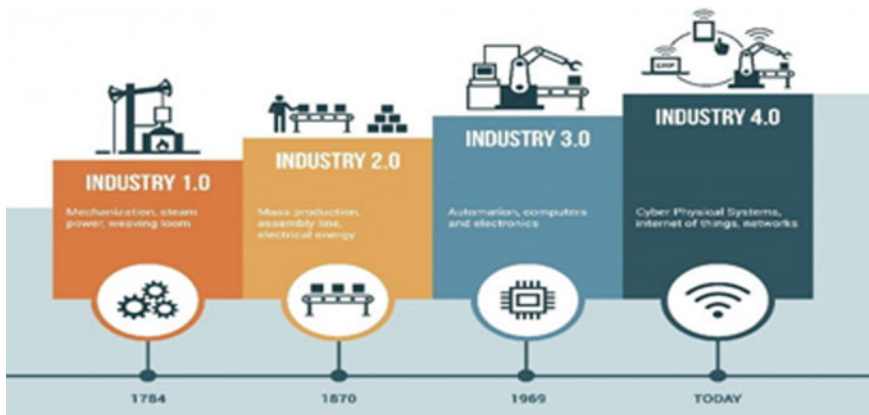 INDUSTRY 1.0
Mechanization, steam
power, weaving loom
INDUSTRY 2.0
Mass production,
assembly line,
electrical energy
INDUSTRY 3.0
Automation, computers
and electronics
INDUSTRY 4.0
Cyber Physical Systems,
internet of things, networks
1784
1870
1969
TODAY